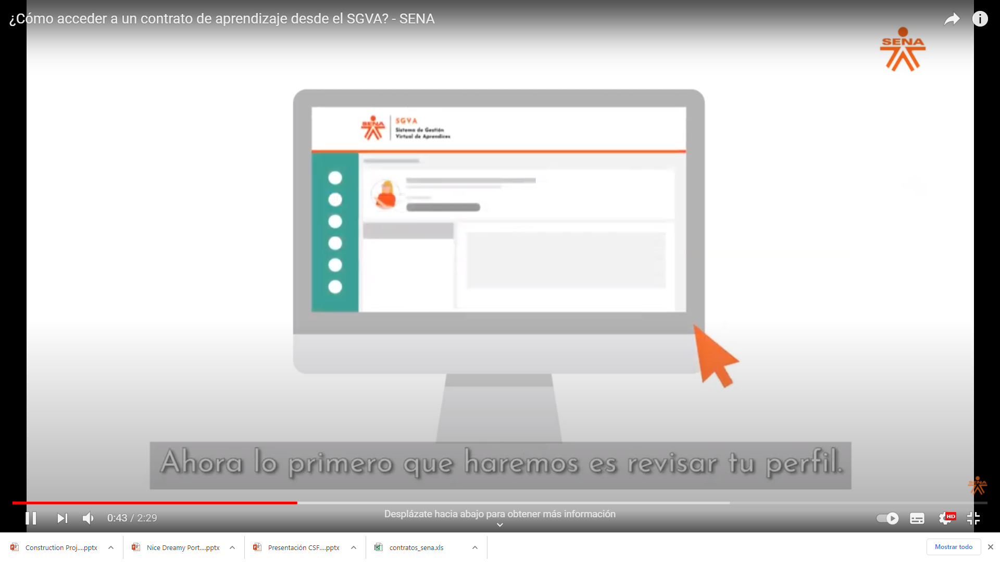 ¿Cómo acceder a un contrato de aprendizaje desde el SGVA? - SENA
SENA
SENA
SGVA
Sistema de Gestión
Virtual de Aprendices
Ahora lo primero que haremos es revisar tu perfil.
SENA
0:43 / 2:29
Desplázate hacia abajo para obtener más información
HD
Construction Proj....pptx
Nice Dreamy Port....pptx
Presentación CSF....pptx
contratos_sena.xls
Mostrar todo